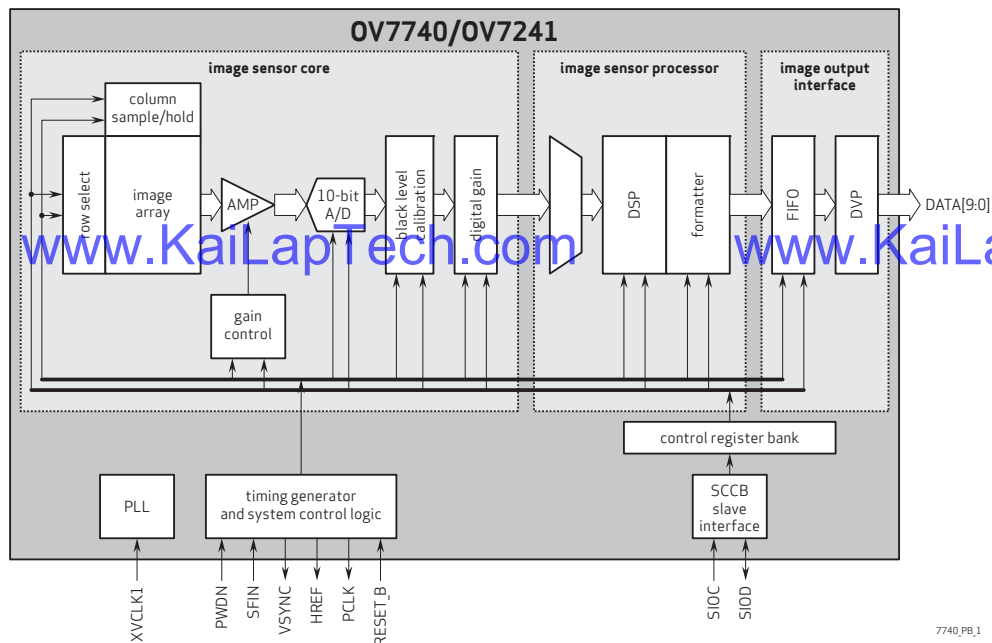 OV7740/OV7241
image sensor core
image sensor processor
image output
interface
column
sample/hold
row select
image
array
AMP
10-bit
A/D
black level
calibration
digital gain
DSP
formatter
FIFO
DVP
DATA[9:0]
www.KaiLapTech.com
www.KaiLa
gain
control
control register bank
PLL
timing generator
and system control logic
SCCB
slave
interface
XVCLK1
PWDN
SFIN
VSYNC
HREF
PCLK
RESET_B
SIOC
SIOD
7740_PB_1